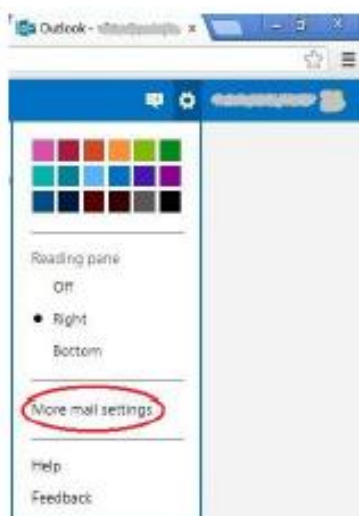 Outlook -
Reading pane
Off
Right
Bottom
More mail settings
Help
Feedback